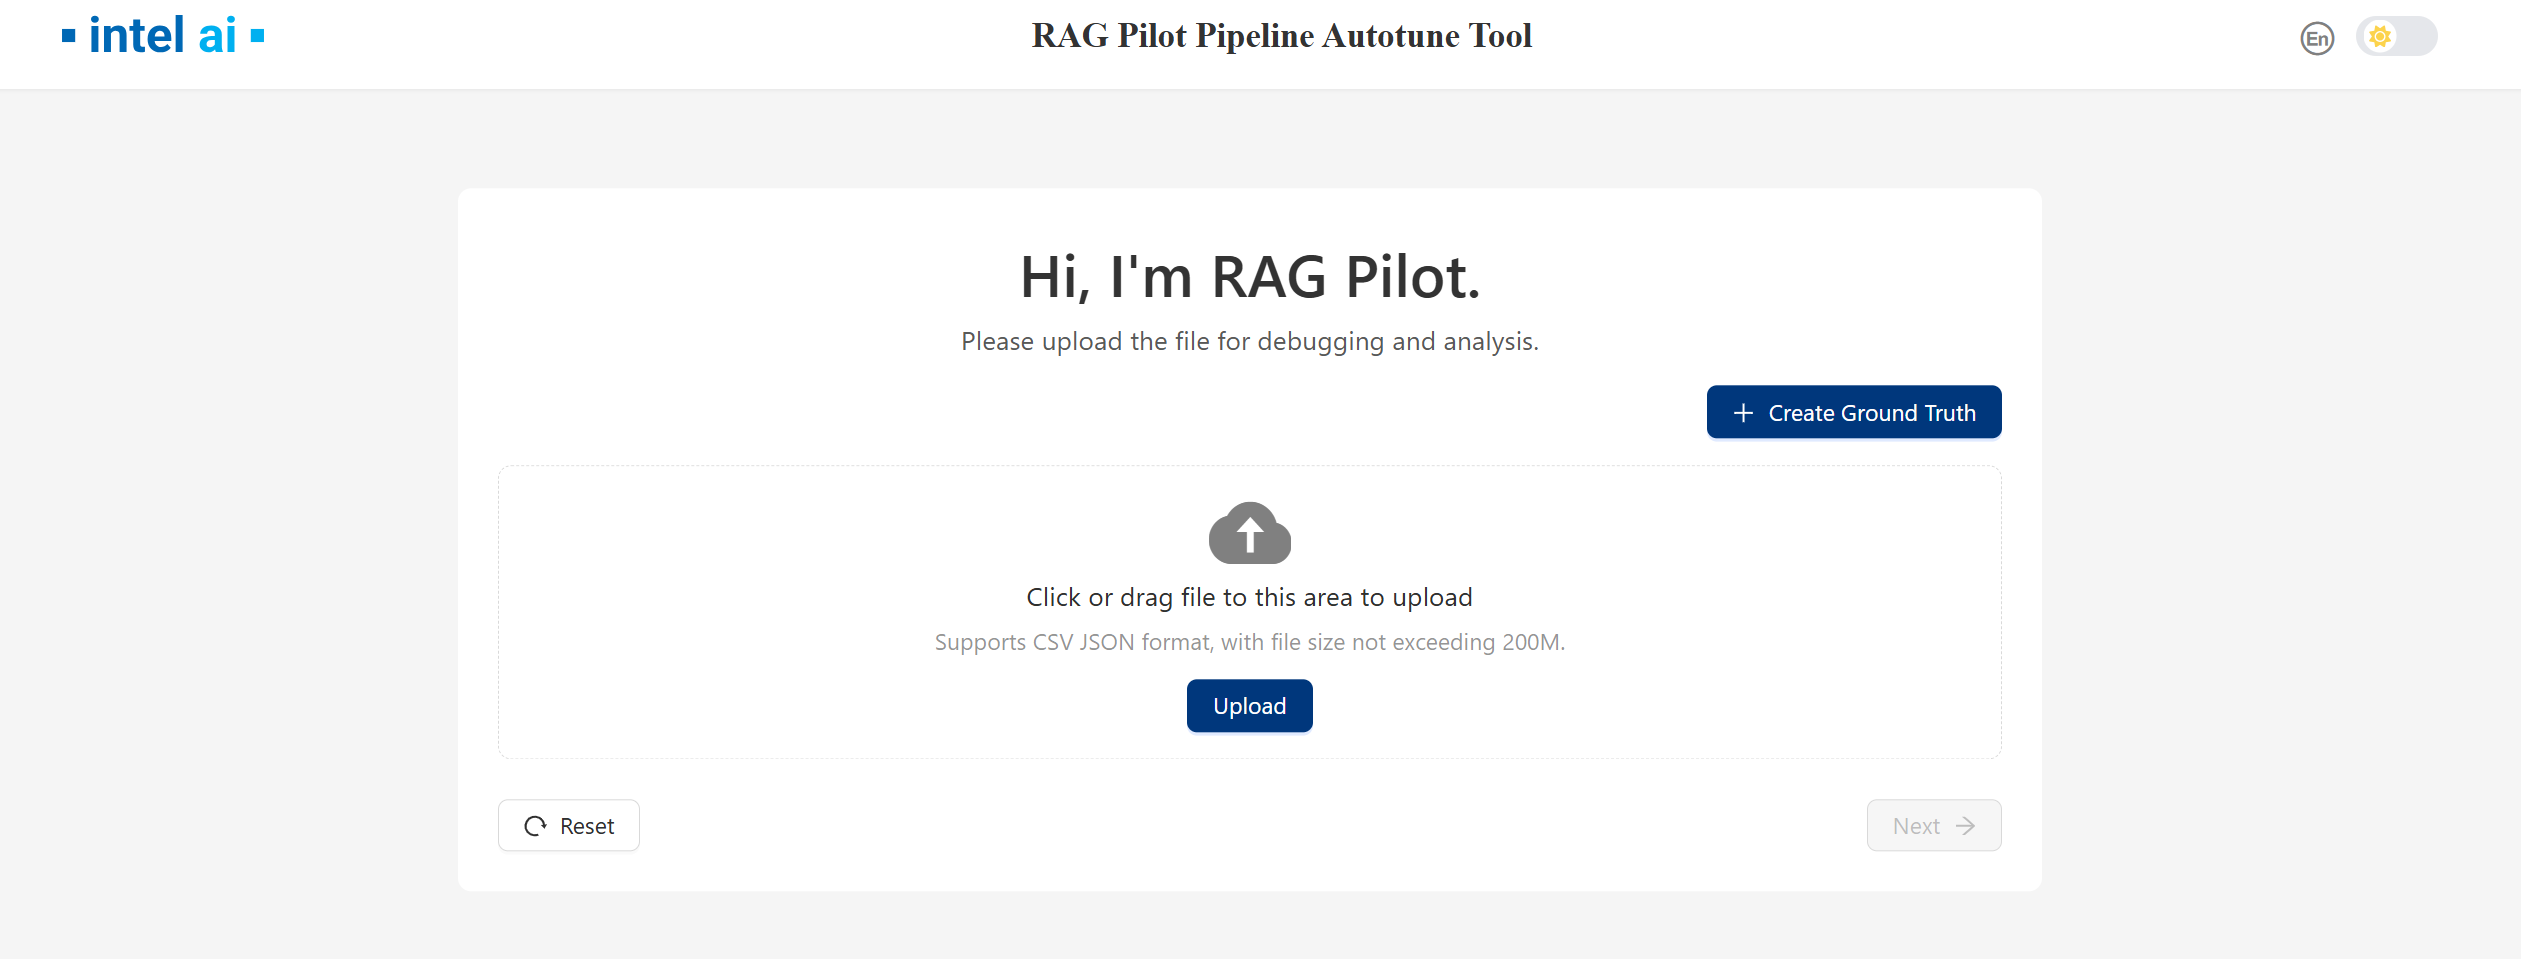 intel ai
RAG Pilot Pipeline Autotune Tool
En
Hi, I'm RAG Pilot.
Please upload the file for debugging and analysis.
Create Ground Truth
Click or drag file to this area to upload
Supports CSV JSON format, with file size not exceeding 200M.
Upload
Reset
Next